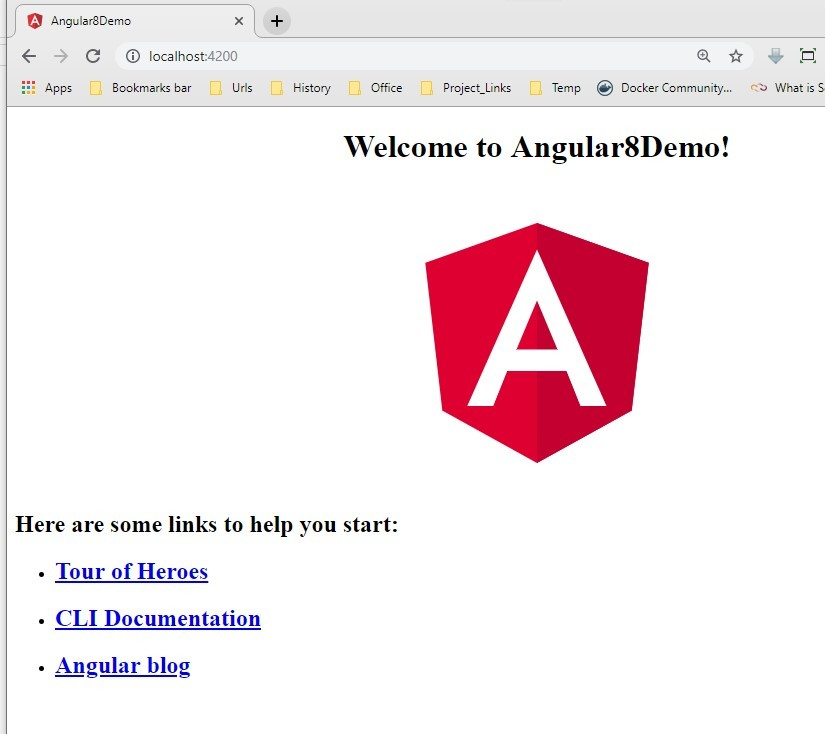 Angular8Demo
localhost:4200
Apps Bookmarks bar Urls History Office Project_Links Temp Docker Community... What is S
Welcome to Angular8Demo!
A
Here are some links to help you start:
Tour of Heroes
CLI Documentation
Angular blog